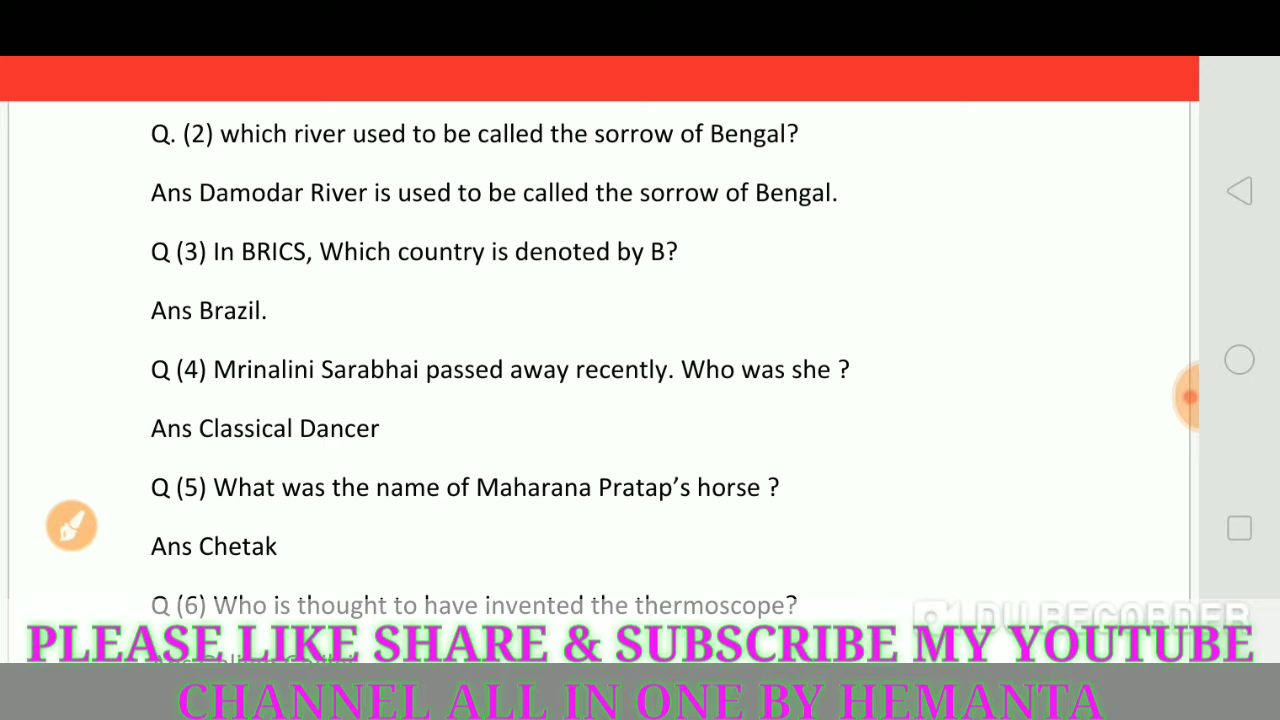 Q. (2) which river used to be called the sorrow of Bengal?
Ans Damodar River is used to be called the sorrow of Bengal.
Q (3) In BRICS, Which country is denoted by B?
Ans Brazil.
Q (4) Mrinalini Sarabhai passed away recently. Who was she ?
Ans Classical Dancer
Q (5) What was the name of Maharana Pratap’s horse ?
Ans Chetak
Q (6) Who is thought to have invented the thermoscope?
DU RECORDER
PLEASE LIKE SHARE & SUBSCRIBE MY YOUTUBE
CHANNEL ALL IN ONE BY HEMANTA